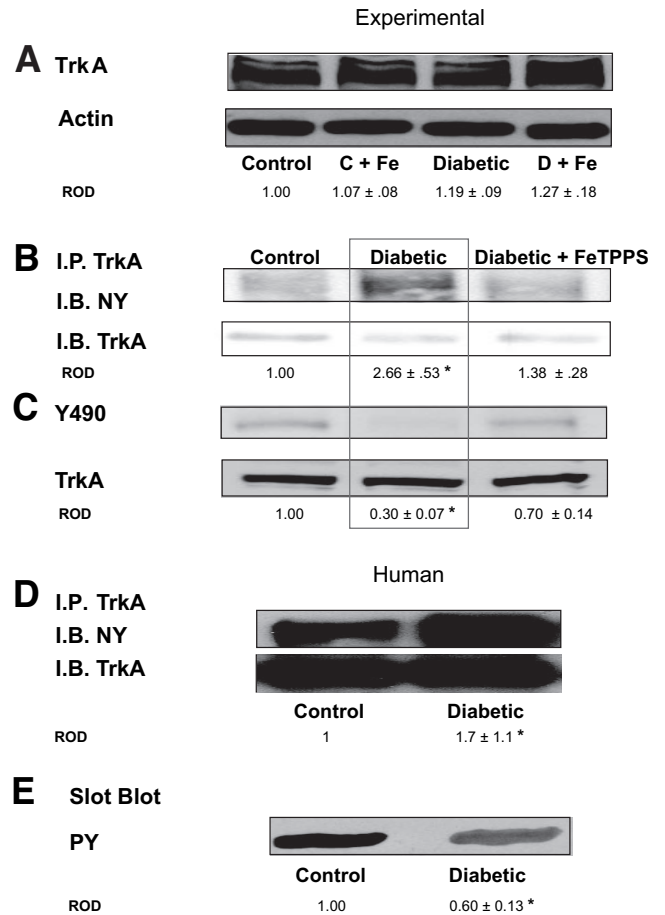 Experimental
A TrkA
Actin
Control C + Fe Diabetic D + Fe
ROD 1.00 1.07 ± .08 1.19 ± .09 1.27 ± .18
B I.P. TrkA Control Diabetic Diabetic + FeTPPS
I.B. NY
I.B. TrkA
ROD 1.00 2.66 ± .53 * 1.38 ± .28
C Y490
TrkA
ROD 1.00 0.30 ± 0.07 * 0.70 ± 0.14
Human
D I.P. TrkA
I.B. NY
I.B. TrkA
Control Diabetic
ROD 1 1.7 ± 1.1 *
E Slot Blot
PY
Control Diabetic
ROD 1.00 0.60 ± 0.13 *